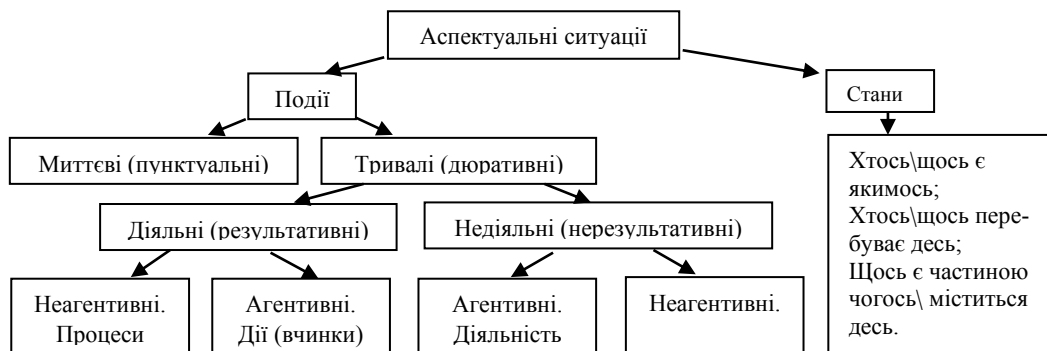 Аспектуальні ситуації
Події
Стани
Миттєві (пунктуальні)
Тривалі (дюративні)
Діяльні (результативні)
Недіяльні (нерезультативні)
Неагентивні.
Процеси
Агентивні.
Дії (вчинки)
Агентивні.
Діяльність
Неагентивні.
Хтось\щось є
якимось;
Хтось\щось пере-
буває десь;
Щось є частиною
чогось\ міститься
десь.